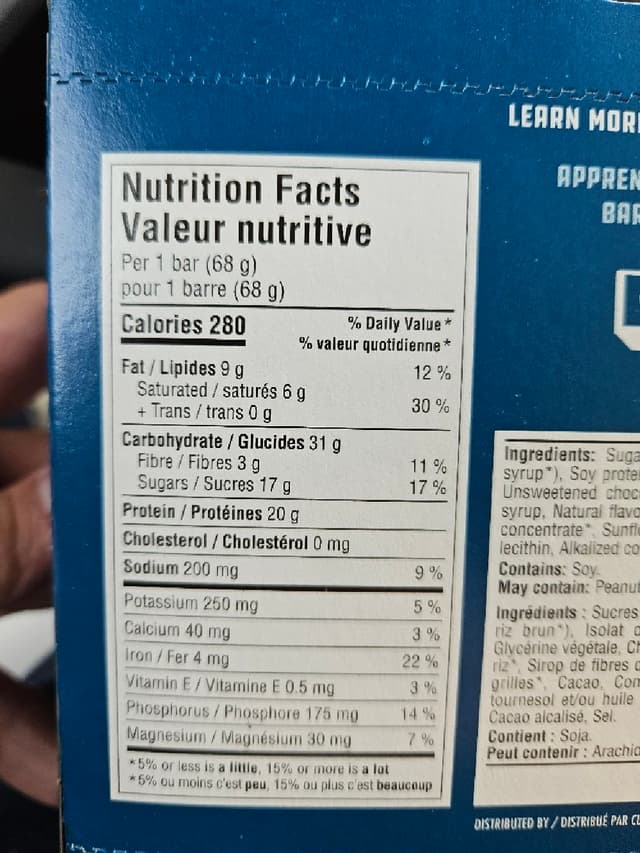 LEARN
APPREN
BAR
Nutrition Facts
Valeur nutritive
Per 1 bar (68 g)
pour 1 barre (68 g)
Calories 280
% Daily Value*
% valeur quotidienne*
Fat / Lipides 9 g 12 %
Saturated / saturés 6 g
+ Trans / trans 0 g 30 %
Carbohydrate / Glucides 31 g
Fibre / Fibres 3 g 11 %
Sugars / Sucres 17 g 17 %
Protein / Protéines 20 g
Cholesterol / Cholestérol 0 mg
Sodium 200 mg 9 %
Potassium 250 mg 5 %
Calcium 40 mg 3 %
Iron / Fer 4 mg 22 %
Vitamin E / Vitamine E 0.5 mg 3 %
Phosphorus / Phosphore 175 mg 14 %
Magnesium / Magnésium 30 mg 7 %
*5% or less is a little, 15% or more is a lot
*5% ou moins c'est peu, 15% ou plus c'est beaucoup
Ingredients: Suga
syrup*), Soy protei
Unsweetened choc
syrup, Natural flavo
concentrate*, Sunfl
lecithin, Alkalized co
Contains: Soy.
May contain: Peanut
Ingrédients : Sucres
riz brun*), Isolat
Glycérine végétale, Ch
riz*, Sirop de fibres
grilles*, Cacao, Con
tournesol et/ou huile
Cacao alcalisé, Sel.
Contient : Soja.
Peut contenir : Arachid
DISTRIBUTED BY / DISTRIBUÉ PAR CL